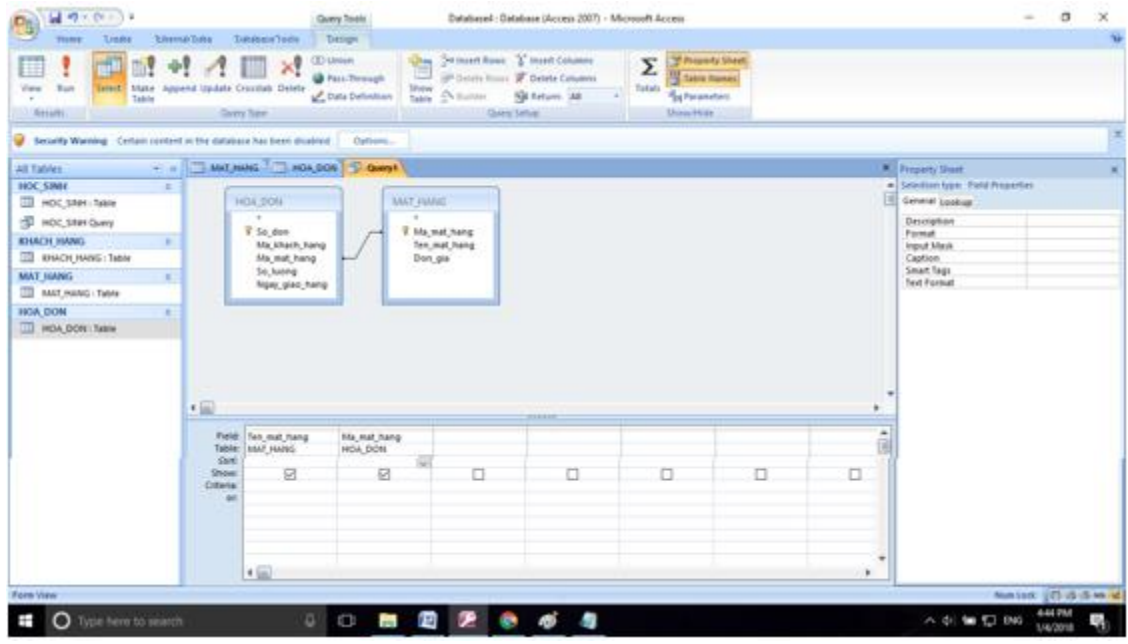 Query Tools
Database4 : Database (Access 2007) - Microsoft Access
Home Create External Data Database Tools Design
View
Run
Select
Make Table
Append
Update
Crosstab
Delete
Union
Pass-Through
Data Definition
Show Table
Insert Rows
Delete Rows
Builder
Insert Columns
Delete Columns
Return: All
Totals
Property Sheet
Table Names
Parameters
Results
Query Type
Query Setup
Show/Hide
Security Warning Certain content in the database has been disabled Options...
All Tables
HOC_SINH
HOC_SINH : Table
HOC_SINH Query
KHACH_HANG
KHACH_HANG : Table
MAT_HANG
MAT_HANG : Table
HOA_DON
HOA_DON : Table
MAT_HANG HOA_DON Query1
HOA_DON
*
So_don
Ma_khach_hang
Ma_mat_hang
So_luong
Ngay_giao_hang
MAT_HANG
*
Ma_mat_hang
Ten_mat_hang
Don_gia
Field: Ten_mat_hang Ma_mat_hang
Table: MAT_HANG HOA_DON
Sort:
Show:
Criteria:
or:
Property Sheet
Selection type: Field Properties
General Lookup
Description
Format
Input Mask
Caption
Smart Tags
Text Format
Form View
Num Lock
Type here to search
ENG
4:44 PM
1/4/2018